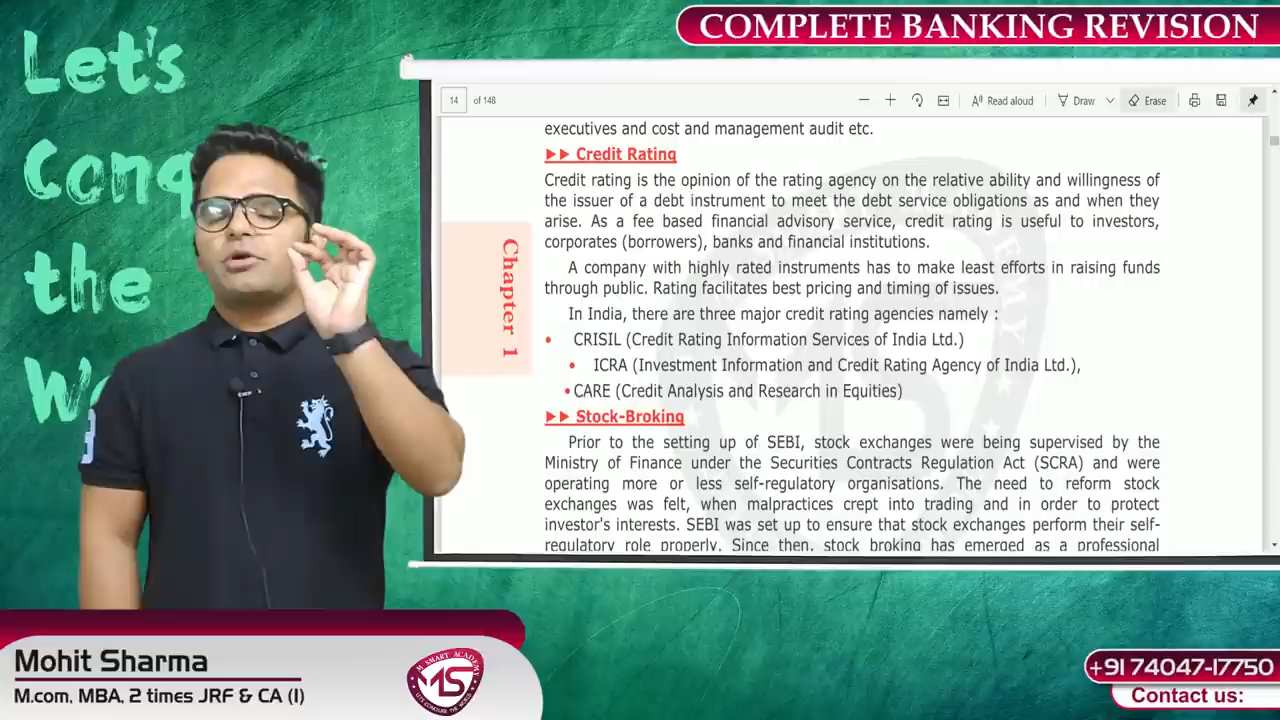 COMPLETE BANKING REVISION
Let's
Conq
the
W
14 of 148
Read aloud
Draw
Erase
executives and cost and management audit etc.
Credit Rating
Credit rating is the opinion of the rating agency on the relative ability and willingness of
the issuer of a debt instrument to meet the debt service obligations as and when they
arise. As a fee based financial advisory service, credit rating is useful to investors,
corporates (borrowers), banks and financial institutions.
A company with highly rated instruments has to make least efforts in raising funds
through public. Rating facilitates best pricing and timing of issues.
In India, there are three major credit rating agencies namely :
• CRISIL (Credit Rating Information Services of India Ltd.)
• ICRA (Investment Information and Credit Rating Agency of India Ltd.),
• CARE (Credit Analysis and Research in Equities)
Stock-Broking
Prior to the setting up of SEBI, stock exchanges were being supervised by the
Ministry of Finance under the Securities Contracts Regulation Act (SCRA) and were
operating more or less self-regulatory organisations. The need to reform stock
exchanges was felt, when malpractices crept into trading and in order to protect
investor's interests. SEBI was set up to ensure that stock exchanges perform their self-
regulatory role properly. Since then, stock broking has emerged as a professional
Chapter 1
Mohit Sharma
M.com, MBA, 2 times JRF & CA (I)
M SMART ACADEMY
MS
LET'S CONQUER THE WORLD
+91 74047-17750
Contact us: